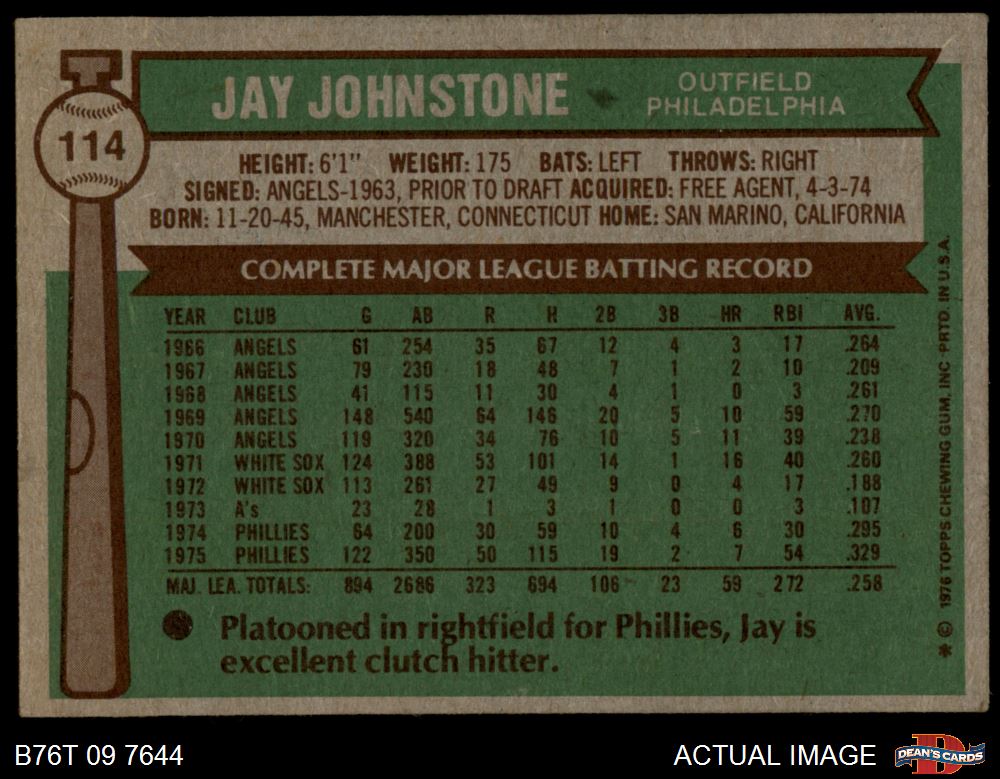 114
JAY JOHNSTONE
OUTFIELD
PHILADELPHIA
HEIGHT: 6'1" WEIGHT: 175 BATS: LEFT THROWS: RIGHT
SIGNED: ANGELS-1963, PRIOR TO DRAFT ACQUIRED: FREE AGENT, 4-3-74
BORN: 11-20-45, MANCHESTER, CONNECTICUT HOME: SAN MARINO, CALIFORNIA
COMPLETE MAJOR LEAGUE BATTING RECORD
YEAR CLUB G AB R H 2B 3B HR RBI AVG.
1966 ANGELS 61 254 35 67 12 4 3 17 .264
1967 ANGELS 79 230 18 48 7 1 2 10 .209
1968 ANGELS 41 115 11 30 4 1 0 3 .261
1969 ANGELS 148 540 64 146 20 5 10 59 .270
1970 ANGELS 119 320 34 76 10 5 11 39 .238
1971 WHITE SOX 124 388 53 101 14 1 16 40 .260
1972 WHITE SOX 113 261 27 49 9 0 4 17 .188
1973 A's 23 28 1 3 1 0 0 3 .107
1974 PHILLIES 64 200 30 59 10 4 6 30 .295
1975 PHILLIES 122 350 50 115 19 2 7 54 .329
MAJ. LEA. TOTALS: 894 2686 323 694 106 23 59 272 .258
Platooned in rightfield for Phillies, Jay is
excellent clutch hitter.
* © 1976 TOPPS CHEWING GUM, INC PRTD. IN U.S.A.
B76T 09 7644
ACTUAL IMAGE
DEAN'S CARDS